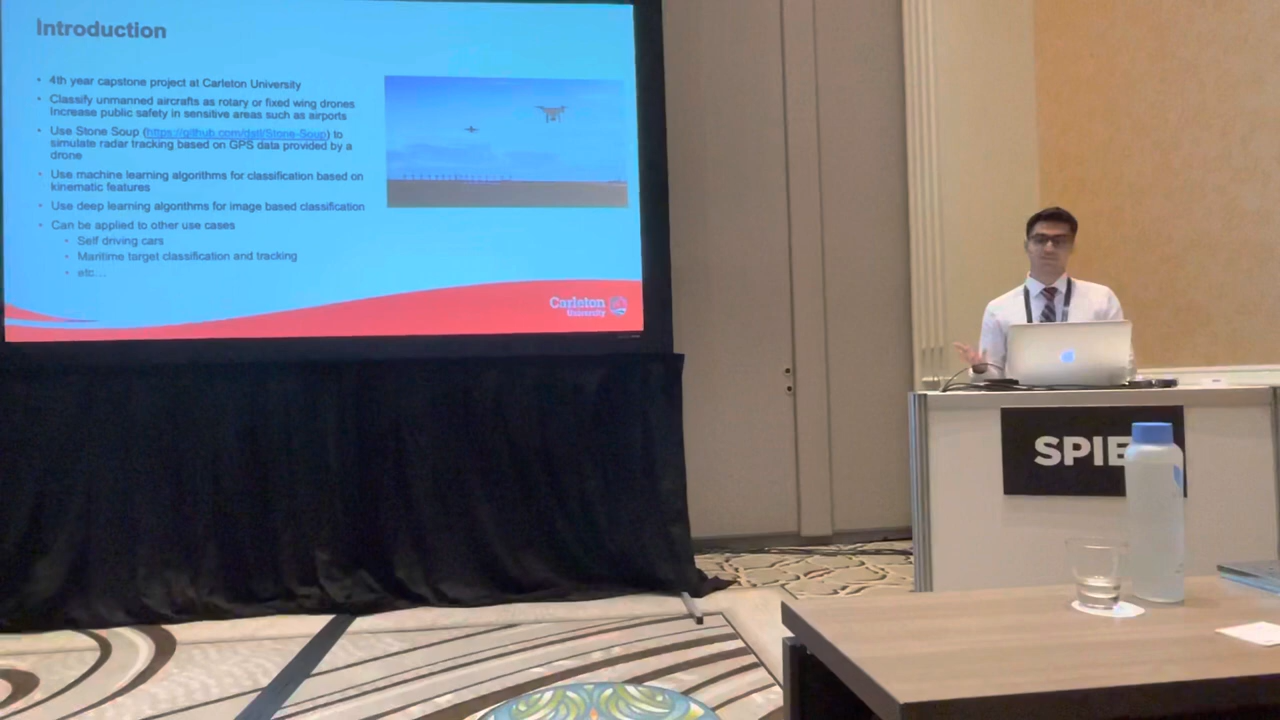 Introduction
• 4th year capstone project at Carleton University
• Classify unmanned aircrafts as rotary or fixed wing drones
Increase public safety in sensitive areas such as airports
• Use Stone Soup (https://github.com/dstl/Stone-Soup) to
simulate radar tracking based on GPS data provided by a
drone
• Use machine learning algorithms for classification based on
kinematic features
• Use deep learning algorithms for image based classification
• Can be applied to other use cases
• Self driving cars
• Maritime target classification and tracking
• etc...
Carleton
University
SPIE